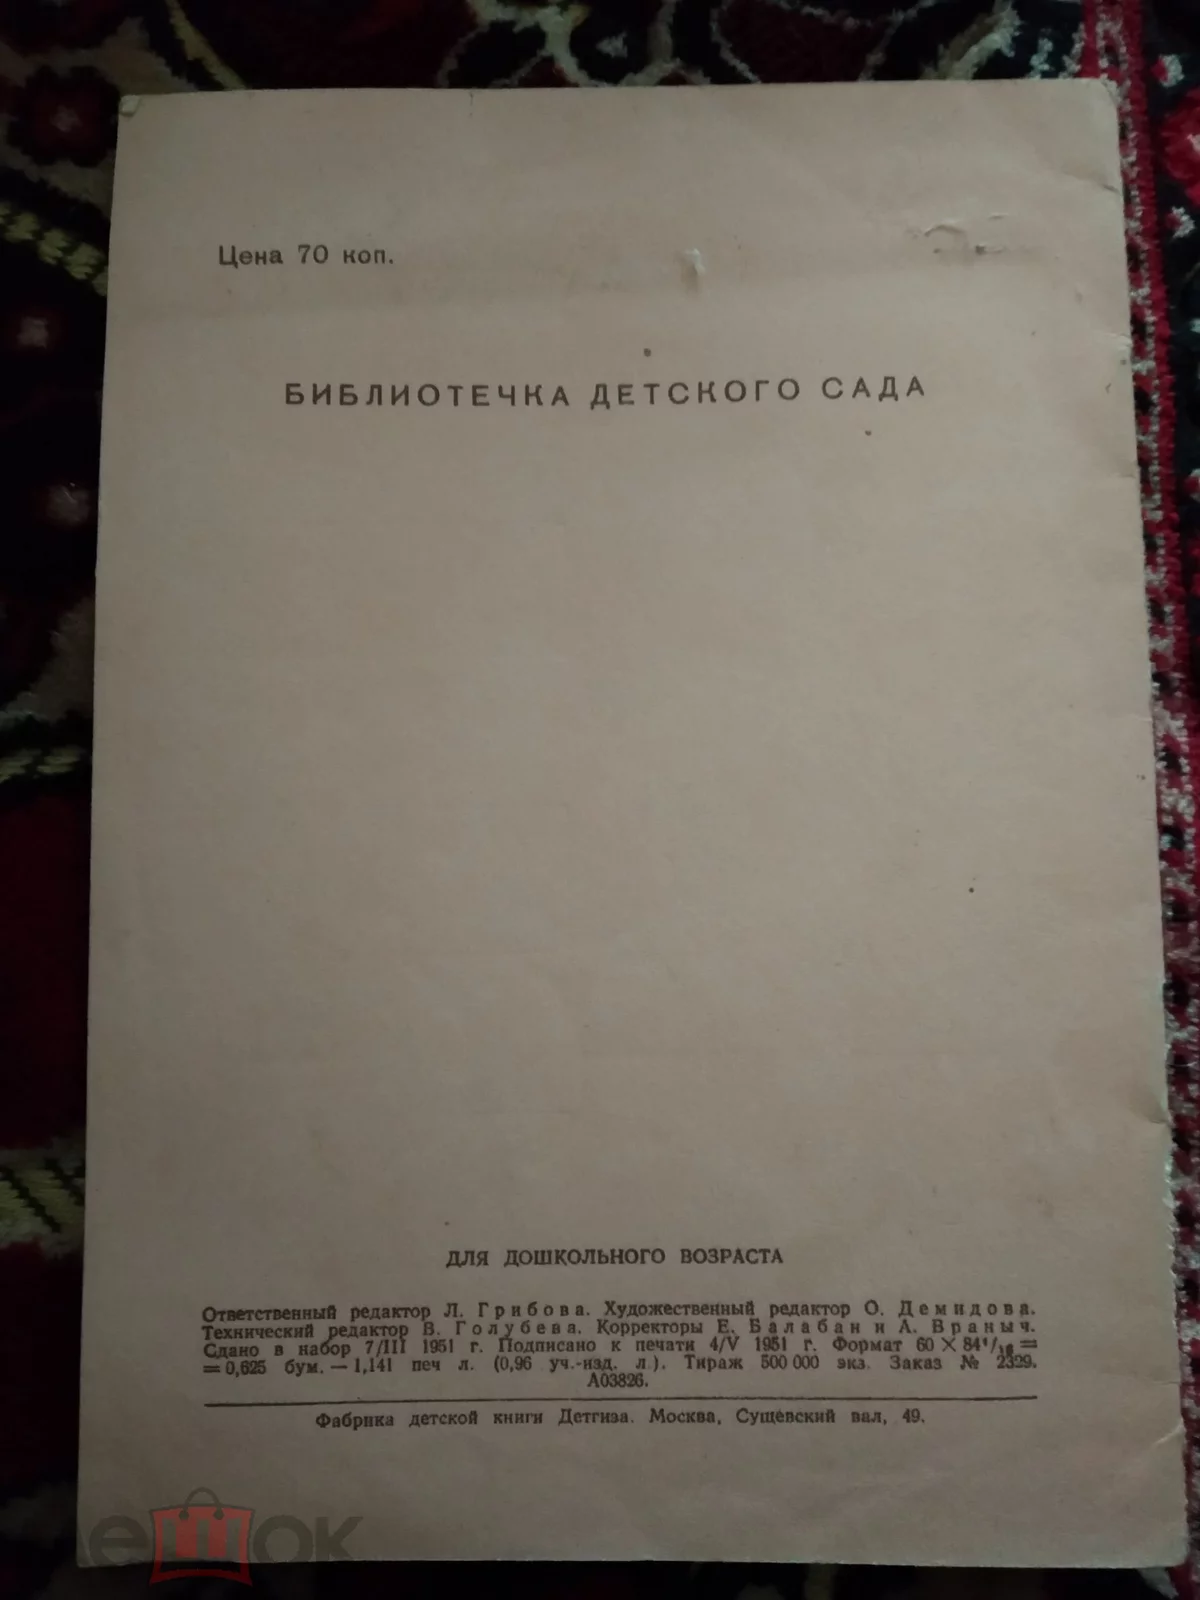 Цена 70 коп.
БИБЛИОТЕЧКА ДЕТСКОГО САДА
ДЛЯ ДОШКОЛЬНОГО ВОЗРАСТА
Ответственный редактор Л. Грибова. Художественный редактор О. Демидова.
Технический редактор В. Голубева. Корректоры Е. Балабан и А. Враныч.
Сдано в набор 7/III 1951 г. Подписано к печати 4/V 1951 г. Формат 60 × 84¹/₁₆ =
= 0,625 бум. — 1,141 печ л. (0,96 уч.-изд. л.). Тираж 500 000 экз. Заказ № 2329.
А03826.
Фабрика детской книги Детгиза. Москва, Сущевский вал, 49.
ешок